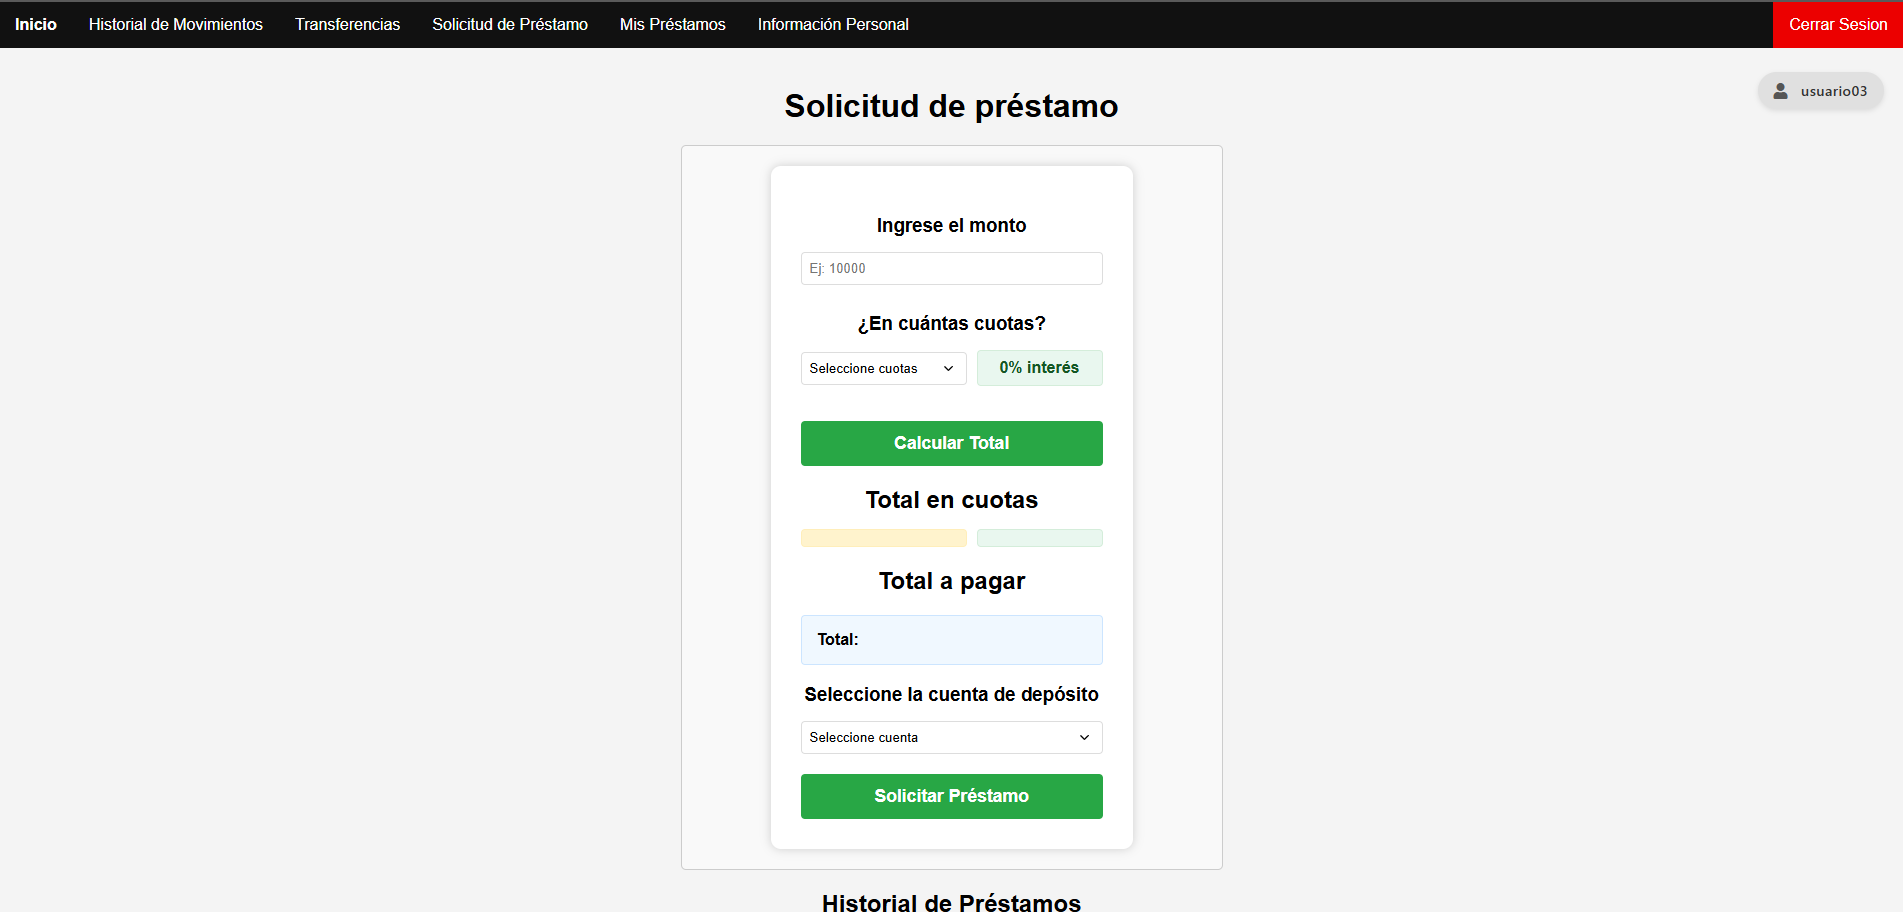 Inicio Historial de Movimientos Transferencias Solicitud de Préstamo Mis Préstamos Información Personal Cerrar Sesion
usuario03
Solicitud de préstamo
Ingrese el monto
Ej: 10000
¿En cuántas cuotas?
Seleccione cuotas 0% interés
Calcular Total
Total en cuotas
Total a pagar
Total:
Seleccione la cuenta de depósito
Seleccione cuenta
Solicitar Préstamo
Historial de Préstamos